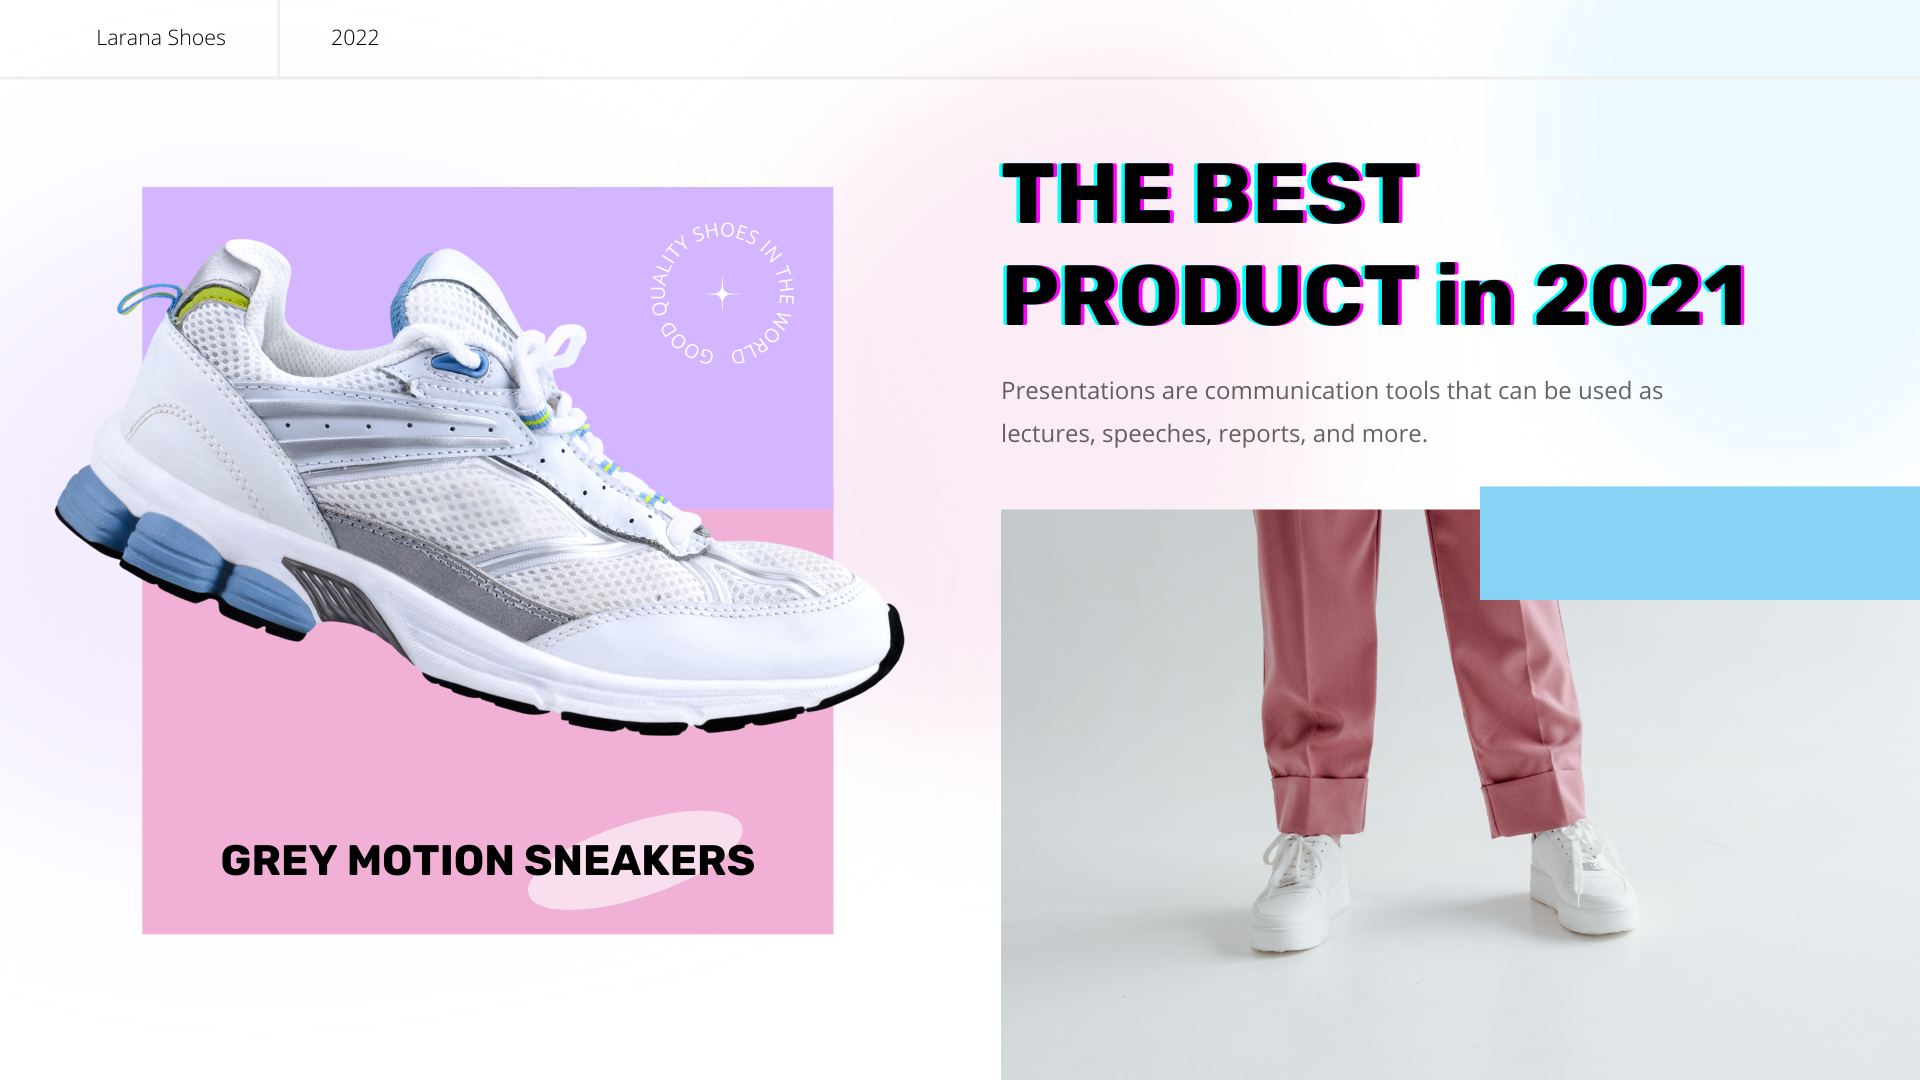 Larana Shoes
2022
GOOD QUALITY SHOES IN THE WORLD
GREY MOTION SNEAKERS
THE BEST
PRODUCT in 2021
Presentations are communication tools that can be used as
lectures, speeches, reports, and more.